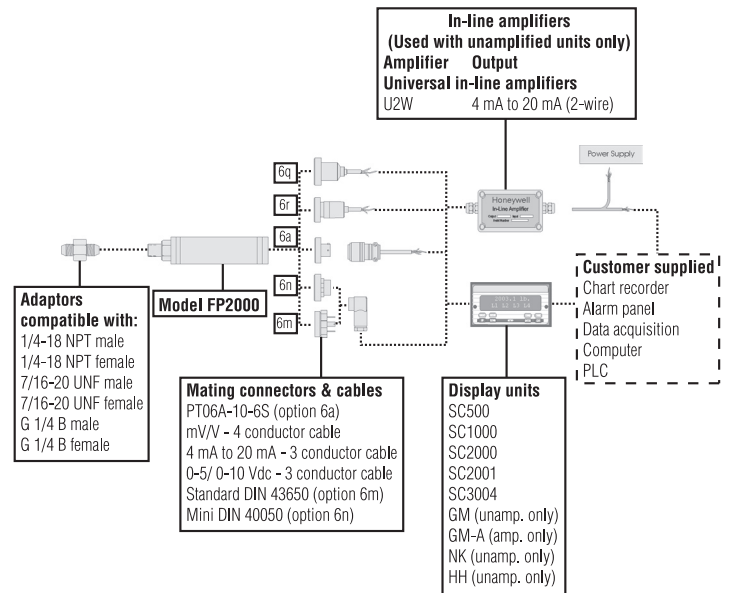 In-line amplifiers
(Used with unamplified units only)
Amplifier Output
Universal in-line amplifiers
U2W 4 mA to 20 mA (2-wire)
Power Supply
6q
6r
6a
6n
6m
Honeywell
In-Line Amplifier
Adaptors
compatible with:
1/4-18 NPT male
1/4-18 NPT female
7/16-20 UNF male
7/16-20 UNF female
G 1/4 B male
G 1/4 B female
Model FP2000
Mating connectors & cables
PT06A-10-6S (option 6a)
mV/V - 4 conductor cable
4 mA to 20 mA - 3 conductor cable
0-5/ 0-10 Vdc - 3 conductor cable
Standard DIN 43650 (option 6m)
Mini DIN 40050 (option 6n)
Customer supplied
Chart recorder
Alarm panel
Data acquisition
Computer
PLC
Display units
SC500
SC1000
SC2000
SC2001
SC3004
GM (unamp. only)
GM-A (amp. only)
NK (unamp. only)
HH (unamp. only)